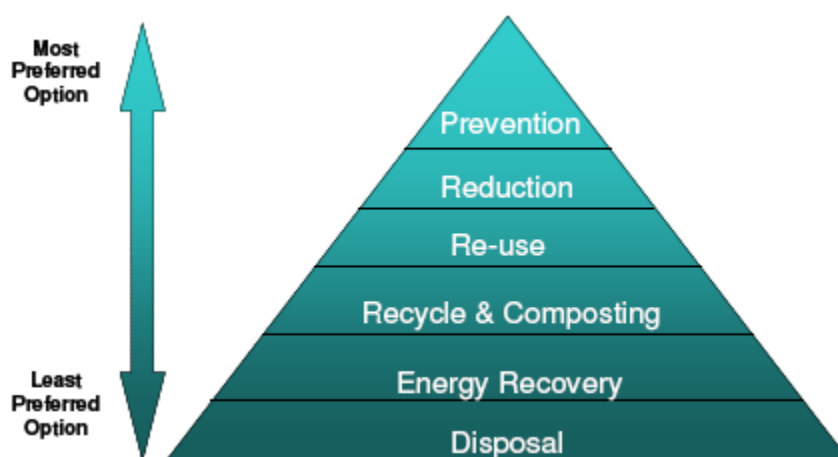 Most
Preferred
Option
Prevention
Reduction
Re-use
Recycle & Composting
Energy Recovery
Disposal
Least
Preferred
Option